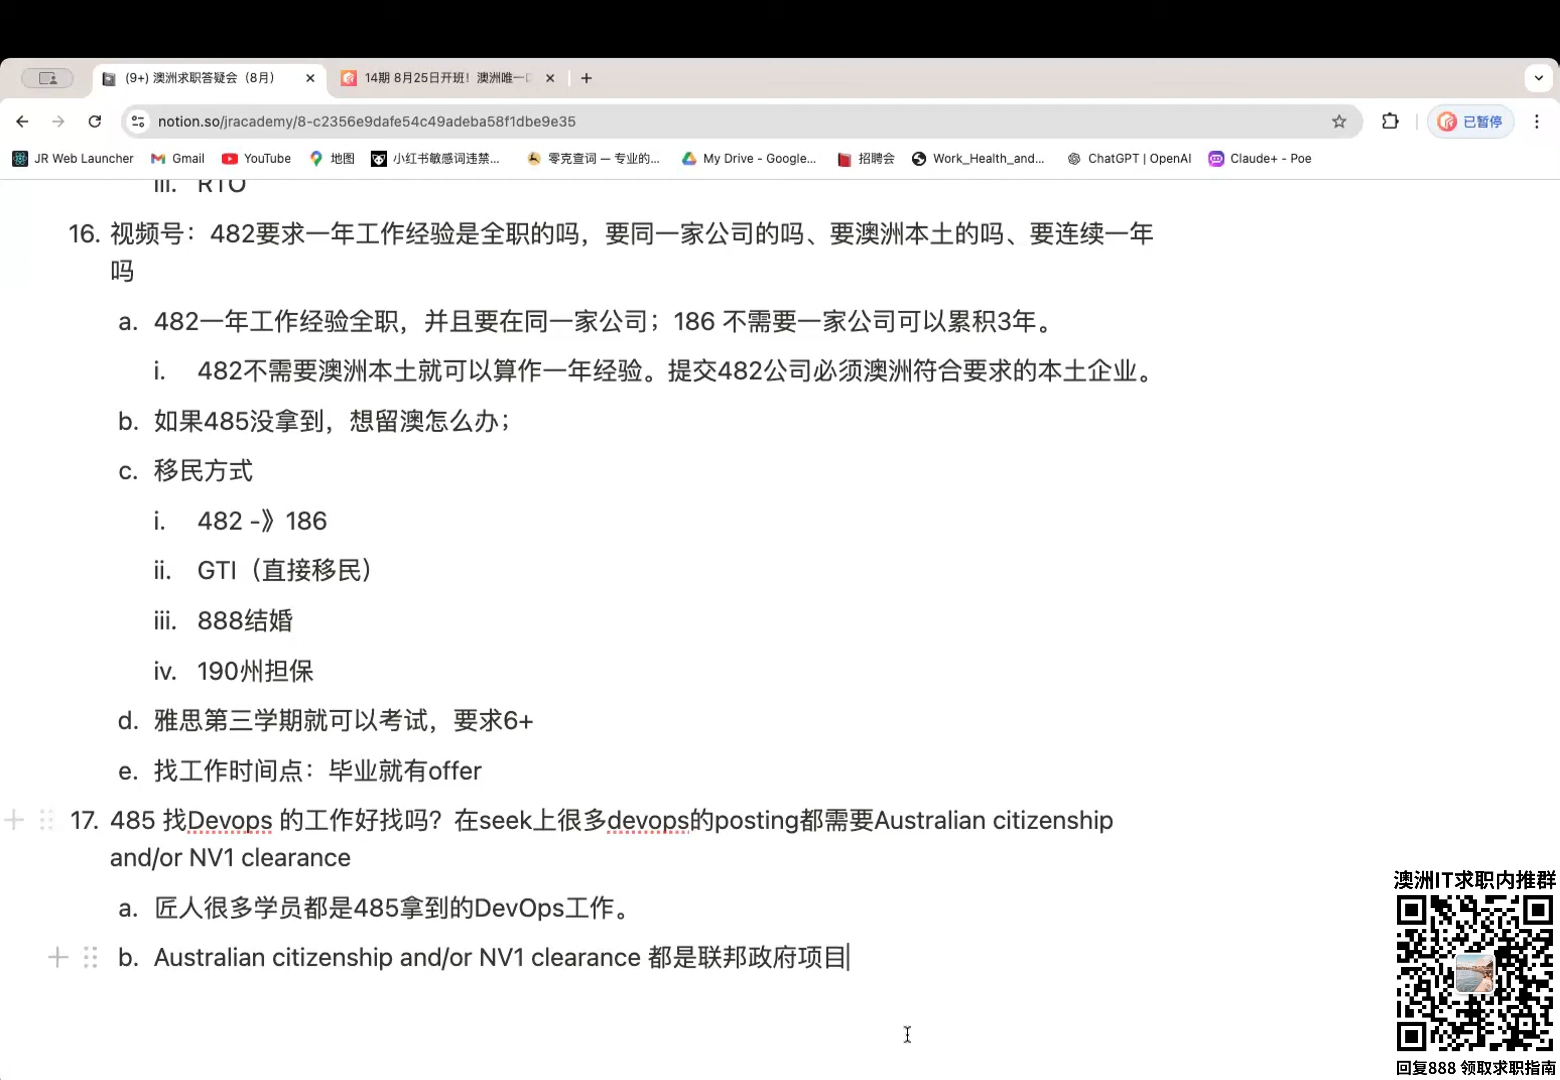 (9+) 澳洲求职答疑会（8月）
14期 8月25日开班！澳洲唯一
notion.so/jracademy/8-c2356e9dafe54c49adeba58f1dbe9e35
已暂停
JR Web Launcher
Gmail
YouTube
地图
小红书敏感词违禁...
零克查词 — 专业的...
My Drive - Google...
招聘会
Work_Health_and...
ChatGPT | OpenAI
Claude+ - Poe
iii. RTO
16. 视频号：482要求一年工作经验是全职的吗，要同一家公司的吗、要澳洲本土的吗、要连续一年
吗
a. 482一年工作经验全职，并且要在同一家公司；186 不需要一家公司可以累积3年。
i. 482不需要澳洲本土就可以算作一年经验。提交482公司必须澳洲符合要求的本土企业。
b. 如果485没拿到，想留澳怎么办；
c. 移民方式
i. 482 -》186
ii. GTI（直接移民）
iii. 888结婚
iv. 190州担保
d. 雅思第三学期就可以考试，要求6+
e. 找工作时间点：毕业就有offer
17. 485 找Devops 的工作好找吗？在seek上很多devops的posting都需要Australian citizenship
and/or NV1 clearance
a. 匠人很多学员都是485拿到的DevOps工作。
b. Australian citizenship and/or NV1 clearance 都是联邦政府项目
澳洲IT求职内推群
回复888 领取求职指南